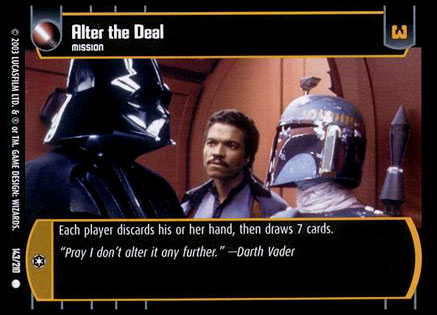 Alter the Deal
MISSION
Each player discards his or her hand, then draws 7 cards.
"Pray I don't alter it any further." —Darth Vader
© 2003 LUCASFILM LTD. & ® or TM. GAME DESIGN: WIZARDS.
143/210